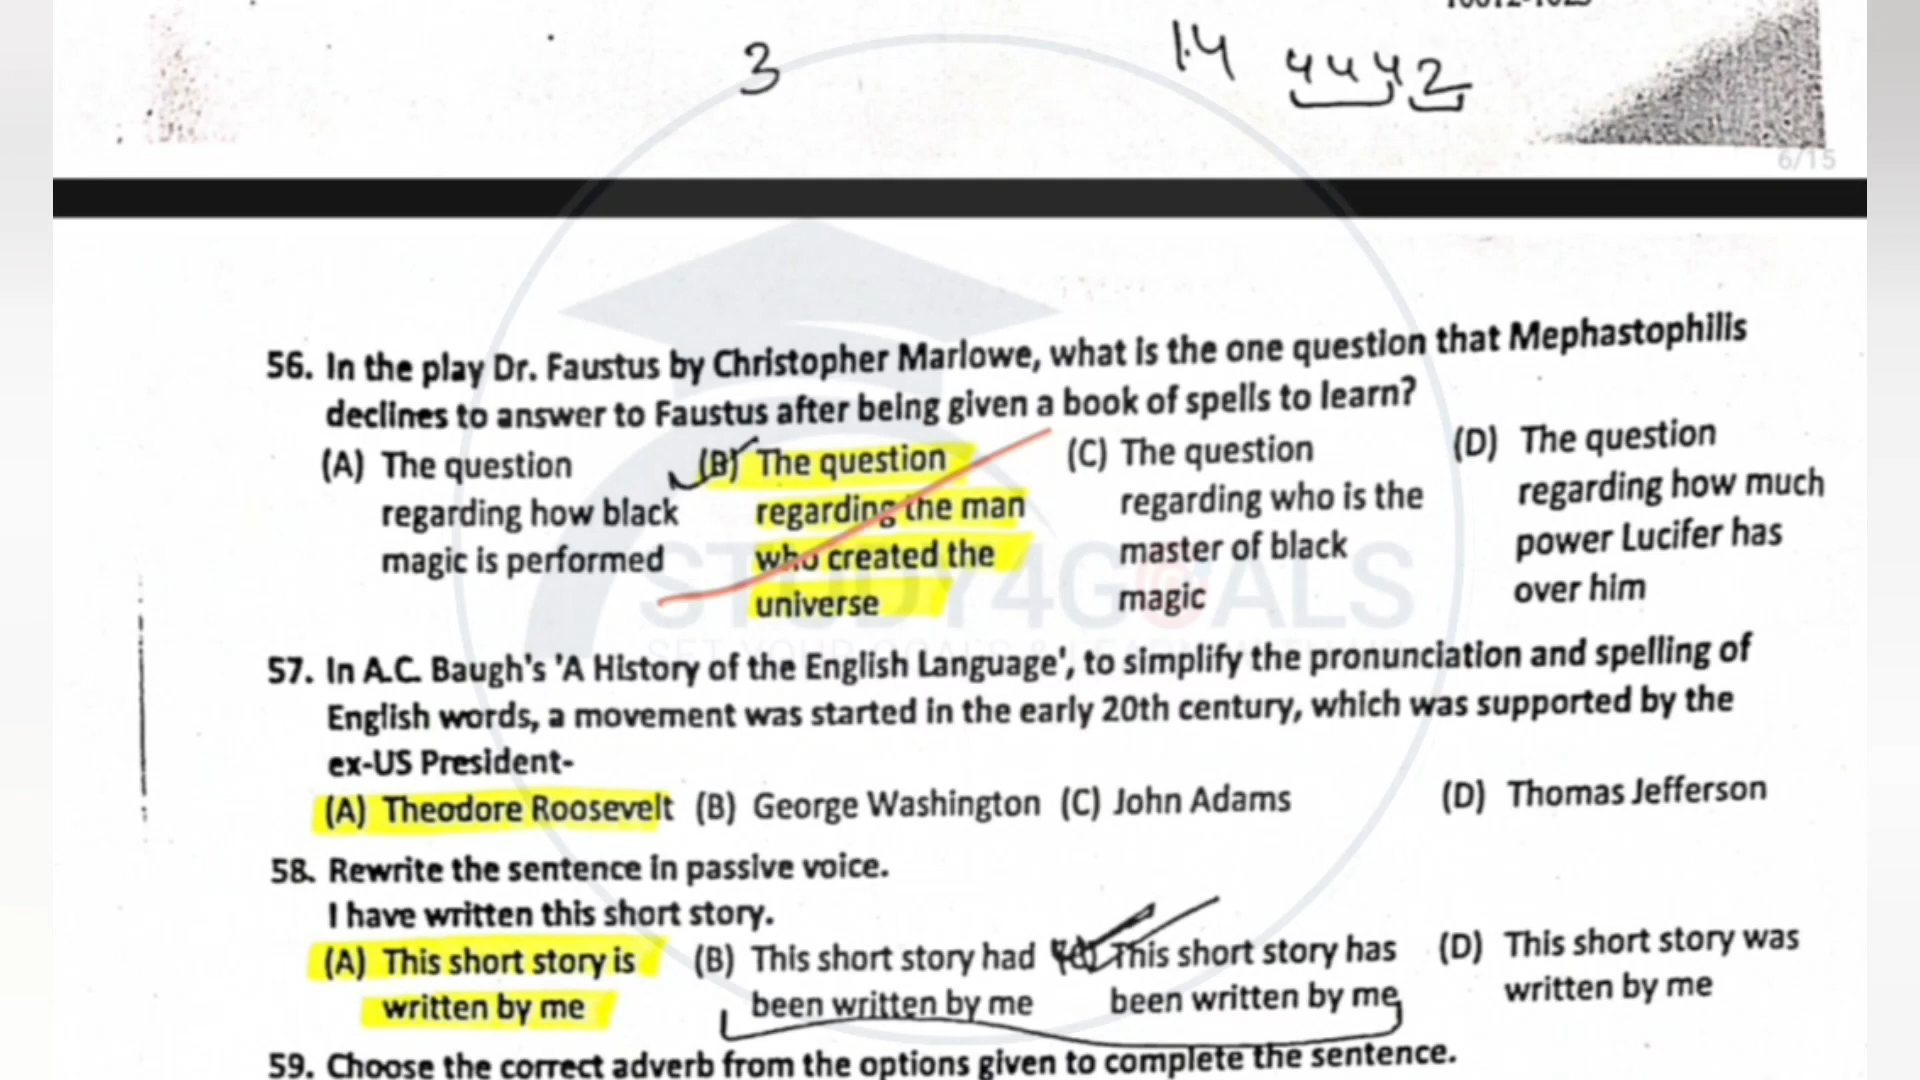 3
14 4442
6/15
56. In the play Dr. Faustus by Christopher Marlowe, what is the one question that Mephastophilis
declines to answer to Faustus after being given a book of spells to learn?
(A) The question regarding how black magic is performed
(B) The question regarding the man who created the universe
(C) The question regarding who is the master of black magic
(D) The question regarding how much power Lucifer has over him
STUDY4GOALS
57. In A.C. Baugh's 'A History of the English Language', to simplify the pronunciation and spelling of
English words, a movement was started in the early 20th century, which was supported by the
ex-US President-
(A) Theodore Roosevelt (B) George Washington (C) John Adams (D) Thomas Jefferson
58. Rewrite the sentence in passive voice.
I have written this short story.
(A) This short story is written by me
(B) This short story had been written by me
(C) This short story has been written by me
(D) This short story was written by me
59. Choose the correct adverb from the options given to complete the sentence.